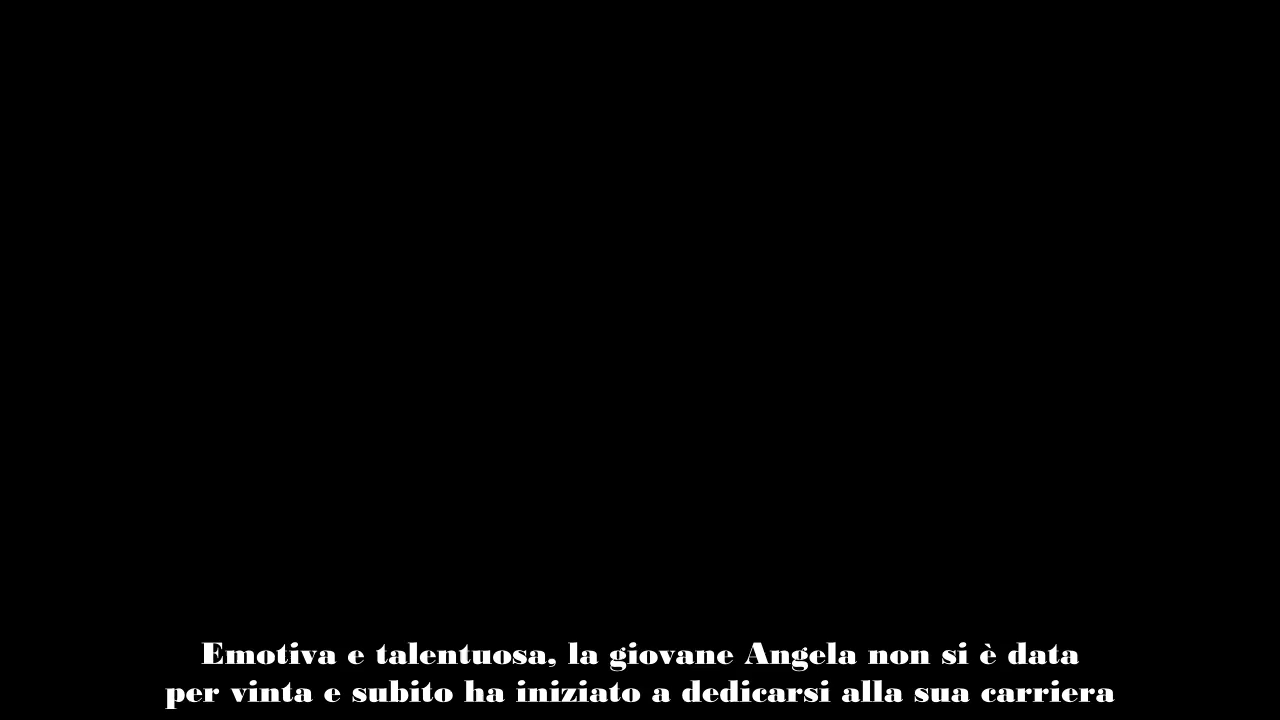 Emotiva e talentuosa, la giovane Angela non si è data
per vinta e subito ha iniziato a dedicarsi alla sua carriera